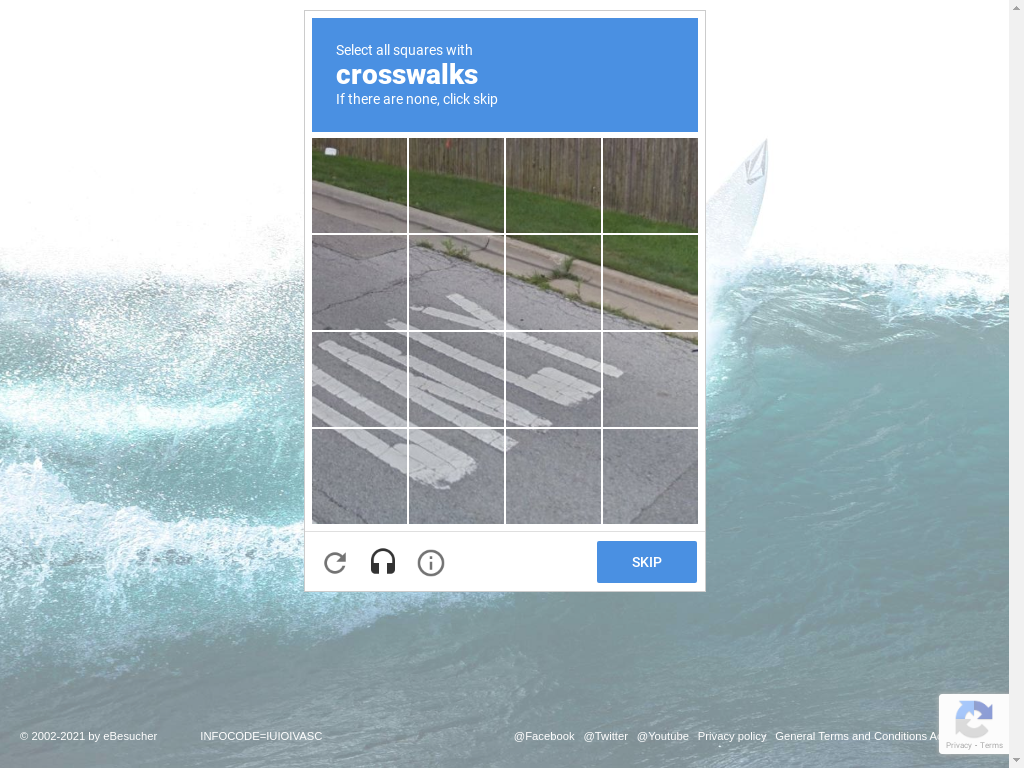 Select all squares with
crosswalks
If there are none, click skip
ONLY
SKIP
© 2002-2021 by eBesucher
INFOCODE=IUIOIVASC
@Facebook @Twitter @Youtube Privacy policy General Terms and Conditions
Privacy - Terms